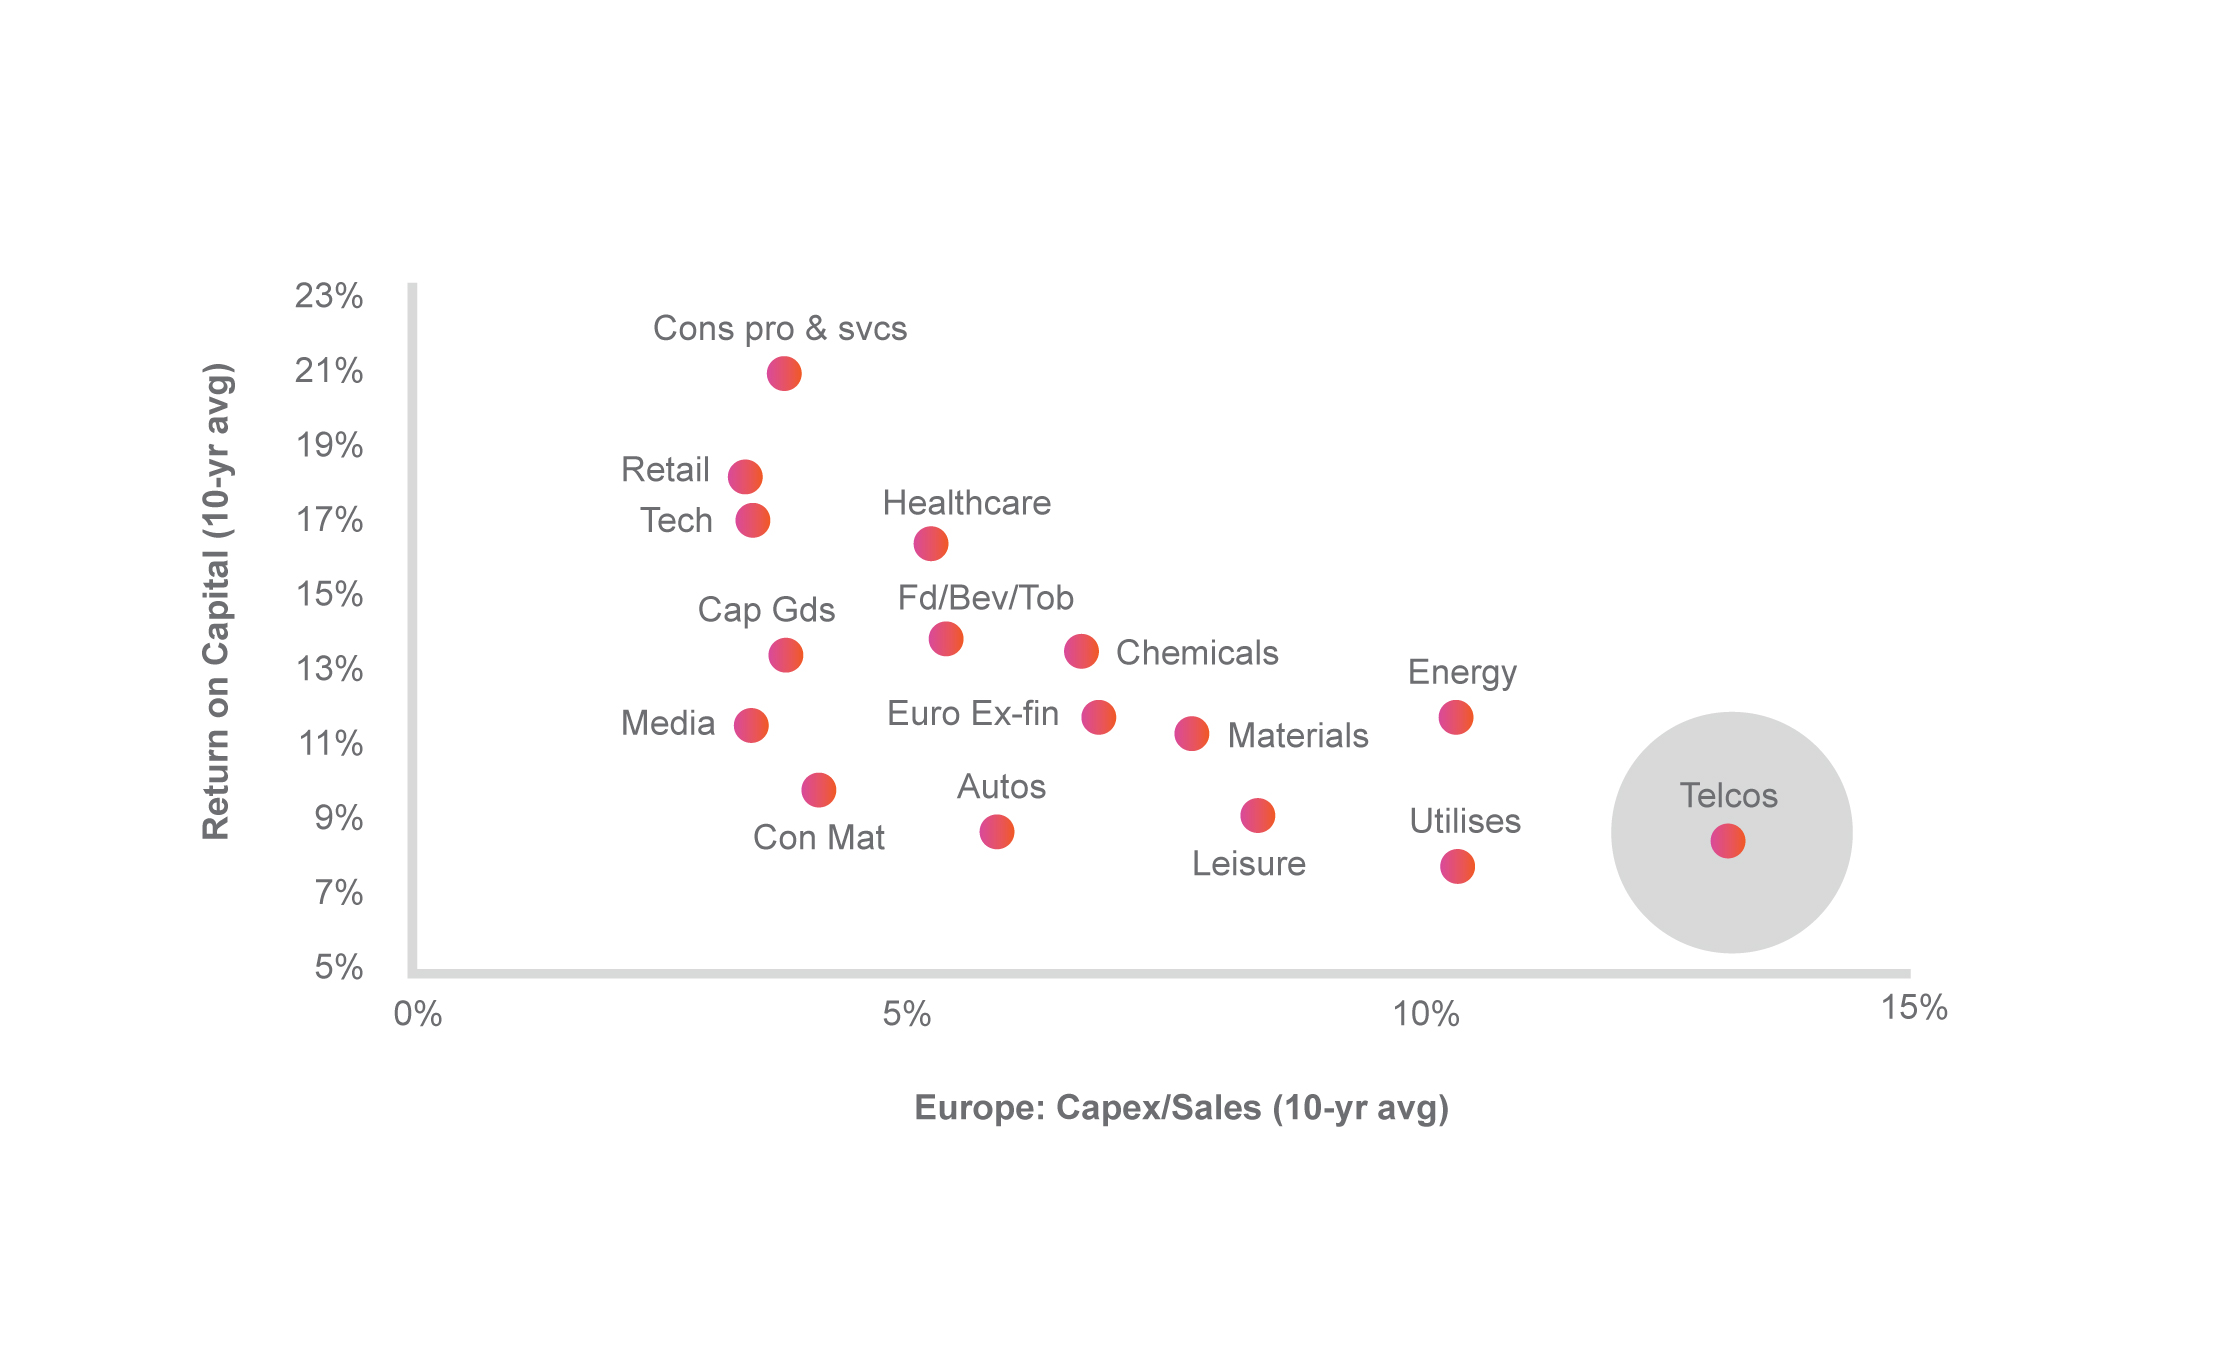 23%
Cons pro & svcs
21%
19%
Retail
Healthcare
17%
Tech
15%
Fd/Bev/Tob
Cap Gds
13%
Chemicals
Energy
Euro Ex-fin
Media
Materials
11%
Autos
Telcos
9%
Utilises
Con Mat
Leisure
7%
5%
Return on Capital (10-yr avg)
0%
5%
10%
15%
Europe: Capex/Sales (10-yr avg)